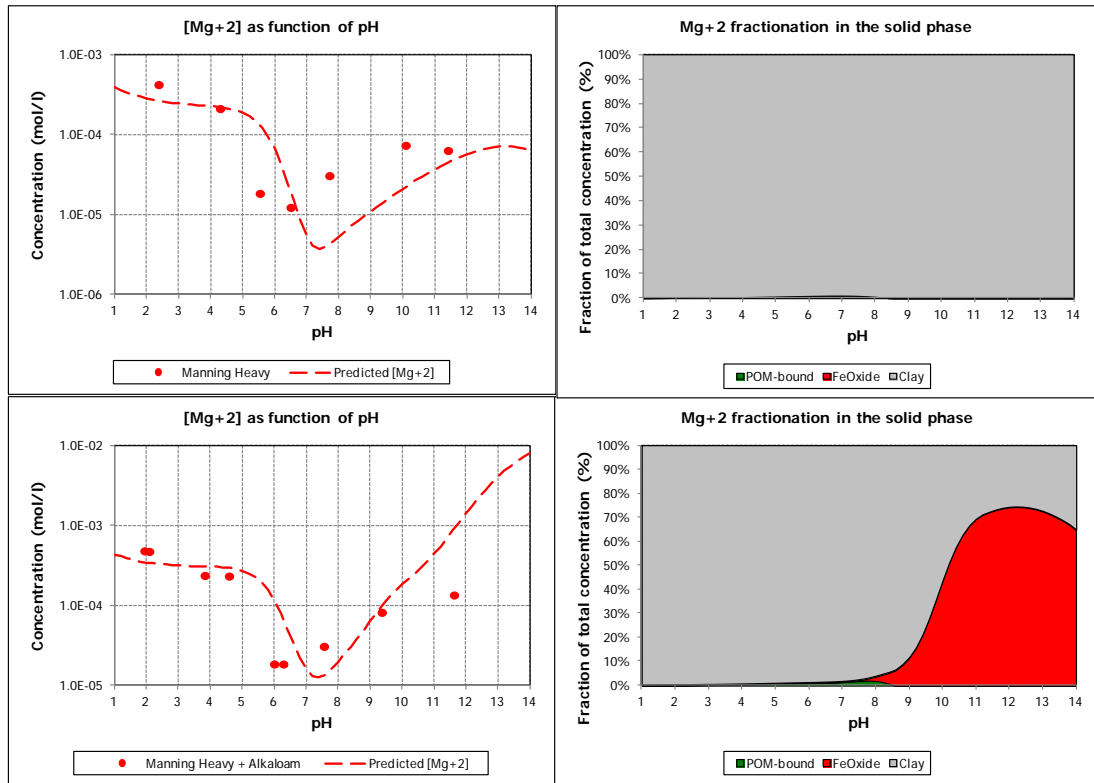 [Mg+2] as function of pH
Concentration (mol/l)
1.0E-03
1.0E-04
1.0E-05
1.0E-06
1 2 3 4 5 6 7 8 9 10 11 12 13 14
pH
Manning Heavy Predicted [Mg+2]
Mg+2 fractionation in the solid phase
Fraction of total concentration (%)
100%
90%
80%
70%
60%
50%
40%
30%
20%
10%
0%
1 2 3 4 5 6 7 8 9 10 11 12 13 14
pH
POM-bound FeOxide Clay
[Mg+2] as function of pH
Concentration (mol/l)
1.0E-02
1.0E-03
1.0E-04
1.0E-05
1 2 3 4 5 6 7 8 9 10 11 12 13 14
pH
Manning Heavy + Alkaloam Predicted [Mg+2]
Mg+2 fractionation in the solid phase
Fraction of total concentration (%)
100%
90%
80%
70%
60%
50%
40%
30%
20%
10%
0%
1 2 3 4 5 6 7 8 9 10 11 12 13 14
pH
POM-bound FeOxide Clay